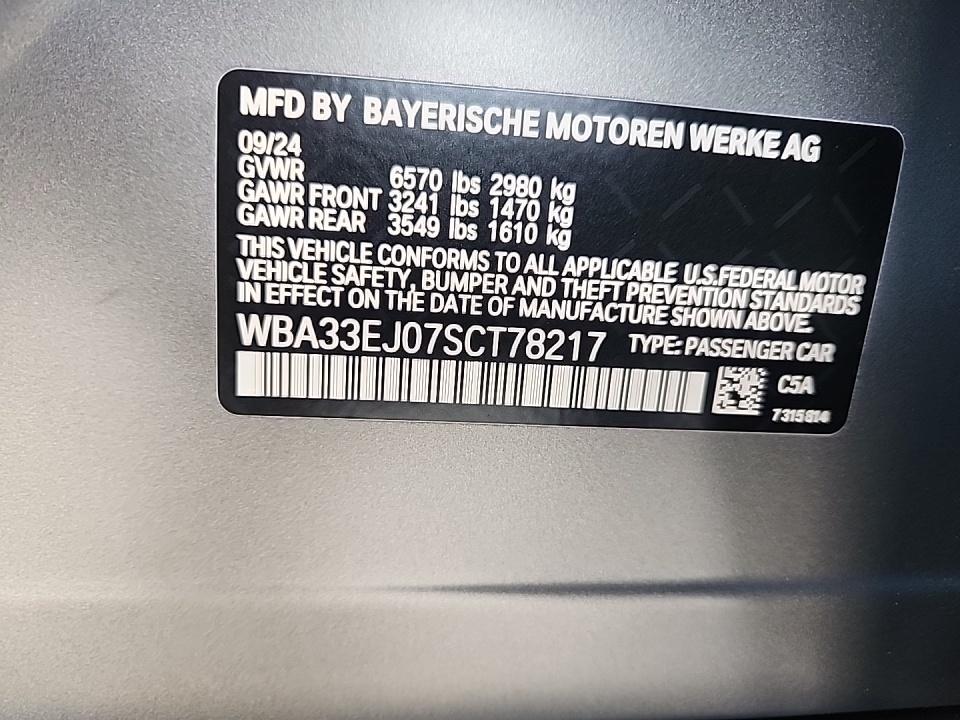 MFD BY BAYERISCHE MOTOREN WERKE AG
09/24
GVWR 6570 lbs 2980 kg
GAWR FRONT 3241 lbs 1470 kg
GAWR REAR 3549 lbs 1610 kg
THIS VEHICLE CONFORMS TO ALL APPLICABLE U.S.FEDERAL MOTOR
VEHICLE SAFETY, BUMPER AND THEFT PREVENTION STANDARDS
IN EFFECT ON THE DATE OF MANUFACTURE SHOWN ABOVE.
WBA33EJ07SCT78217 TYPE: PASSENGER CAR
C5A
7315814